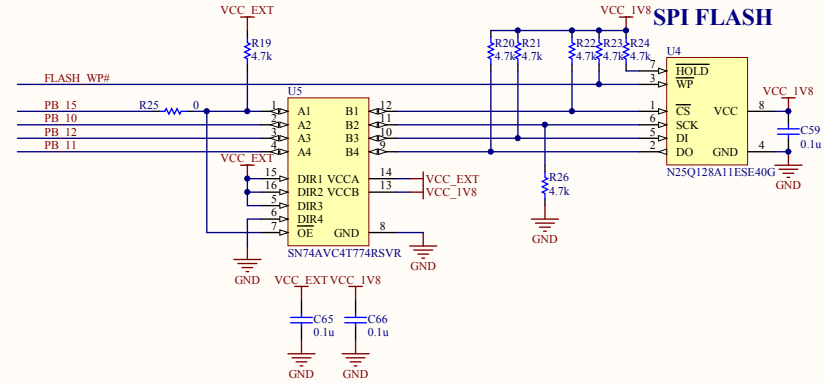 VCC_EXT
VCC_1V8 SPI FLASH
R19
4.7k
R20 R21 R22 R23 R24
4.7k 4.7k 4.7k 4.7k 4.7k
U4
FLASH_WP#
7 HOLD
3 WP
U5
VCC_1V8
PB_15 R25 0 1 A1 B1 12 1 CS VCC 8
PB_10 2 A2 B2 11 6 SCK
PB_12 3 A3 B3 10 5 DI
PB_11 4 A4 B4 9 2 DO GND 4
C59
0.1u
VCC_EXT
15 DIR1 VCCA 14 VCC_EXT
16 DIR2 VCCB 13 VCC_1V8
5 DIR3
6 DIR4
7 OE GND 8
R26
4.7k
N25Q128A11ESE40G
GND
SN74AVC4T774RSVR
GND
GND
GND
VCC_EXT VCC_1V8
C65 C66
0.1u 0.1u
GND GND